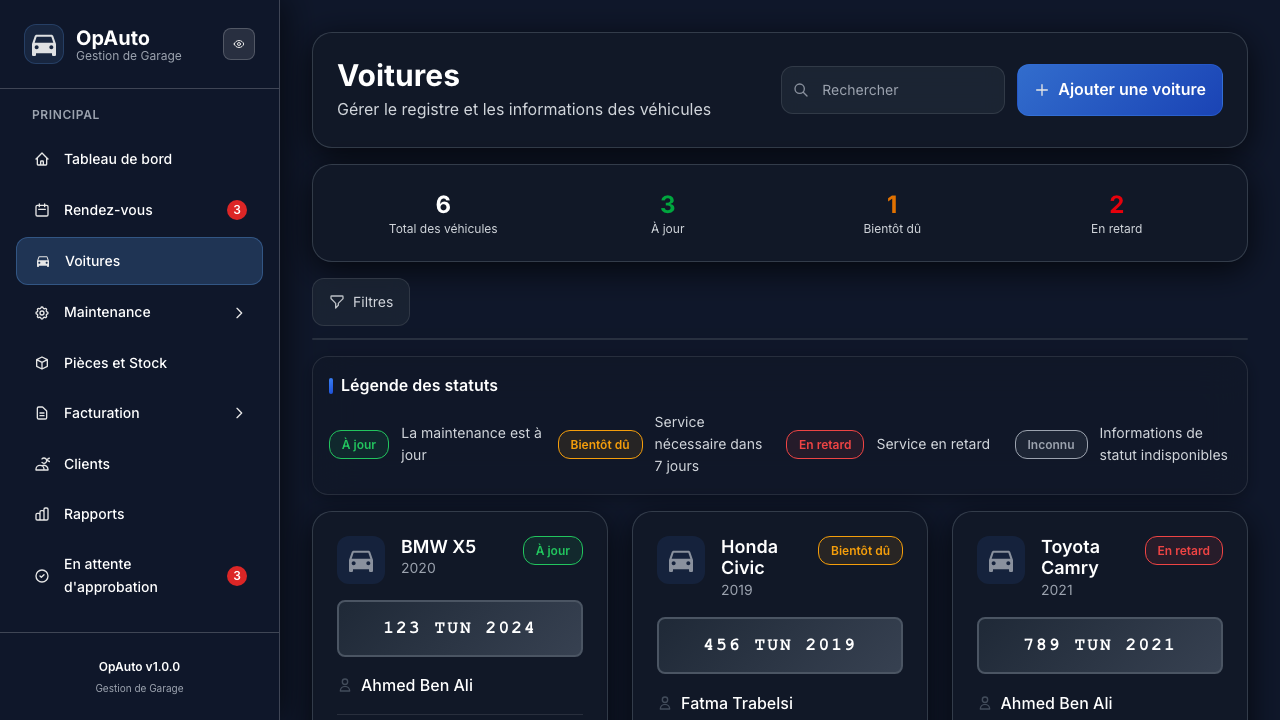 OpAuto
Gestion de Garage
PRINCIPAL
Tableau de bord
Rendez-vous 3
Voitures
Maintenance
Pièces et Stock
Facturation
Clients
Rapports
En attente
d'approbation 3
OpAuto v1.0.0
Gestion de Garage
Voitures
Gérer le registre et les informations des véhicules
Rechercher
Ajouter une voiture
6
Total des véhicules
3
À jour
1
Bientôt dû
2
En retard
Filtres
Légende des statuts
À jour
La maintenance est à
jour
Bientôt dû
Service
nécessaire dans
7 jours
En retard
Service en retard
Inconnu
Informations de
statut indisponibles
BMW X5
2020
À jour
123 TUN 2024
Ahmed Ben Ali
Honda
Civic
2019
Bientôt dû
456 TUN 2019
Fatma Trabelsi
Toyota
Camry
2021
En retard
789 TUN 2021
Ahmed Ben Ali